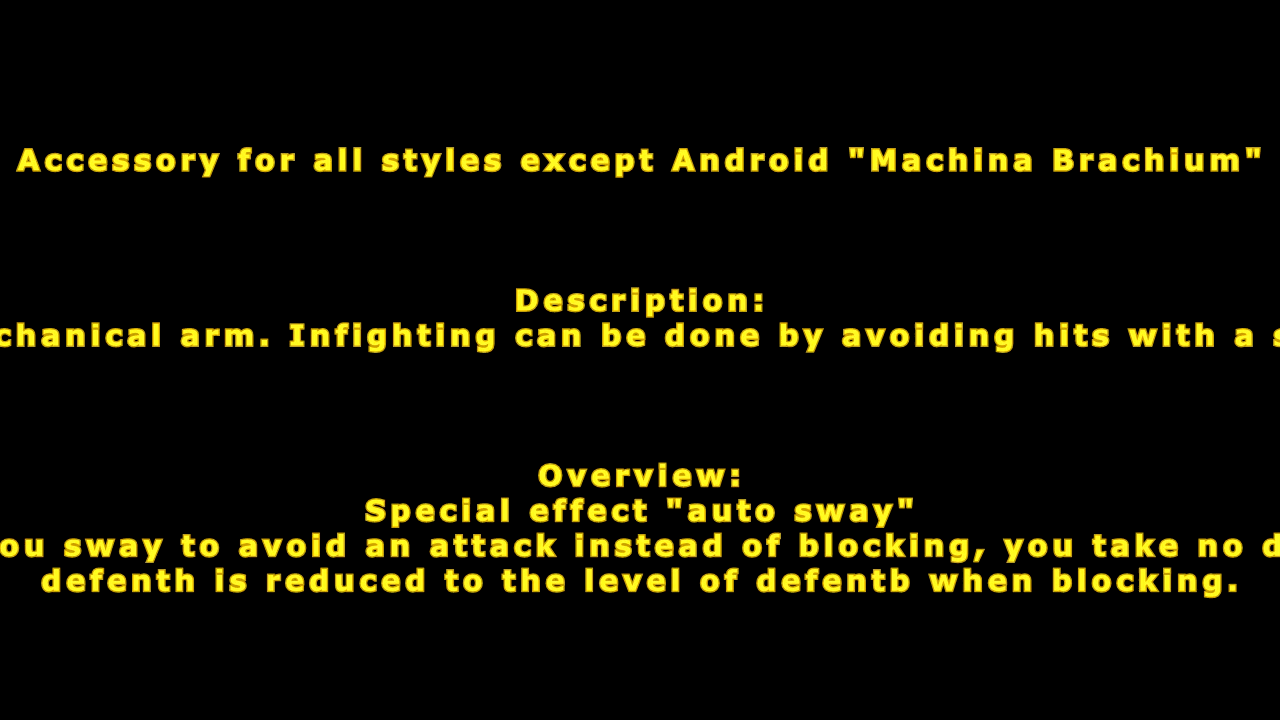 Accessory for all styles except Android "Machina Brachium"
Description:
chanical arm. Infighting can be done by avoiding hits with a s
Overview:
Special effect "auto sway"
ou sway to avoid an attack instead of blocking, you take no d
defenth is reduced to the level of defentb when blocking.